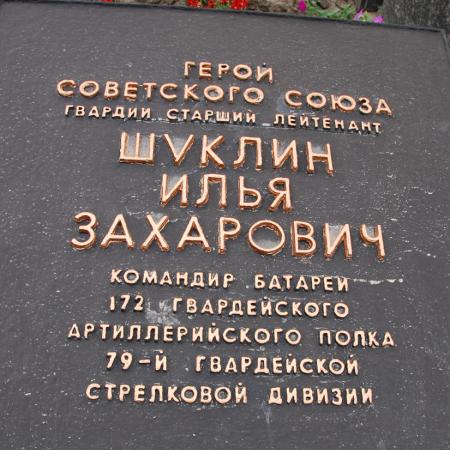 ГЕРОЙ
СОВЕТСКОГО СОЮЗА
ГВАРДИИ СТАРШИЙ ЛЕЙТЕНАНТ
ШУКЛИН
ИЛЬЯ
ЗАХАРОВИЧ
КОМАНДИР БАТАРЕИ
172 ГВАРДЕЙСКОГО
АРТИЛЛЕРИЙСКОГО ПОЛКА
79-Й ГВАРДЕЙСКОЙ
СТРЕЛКОВОЙ ДИВИЗИИ